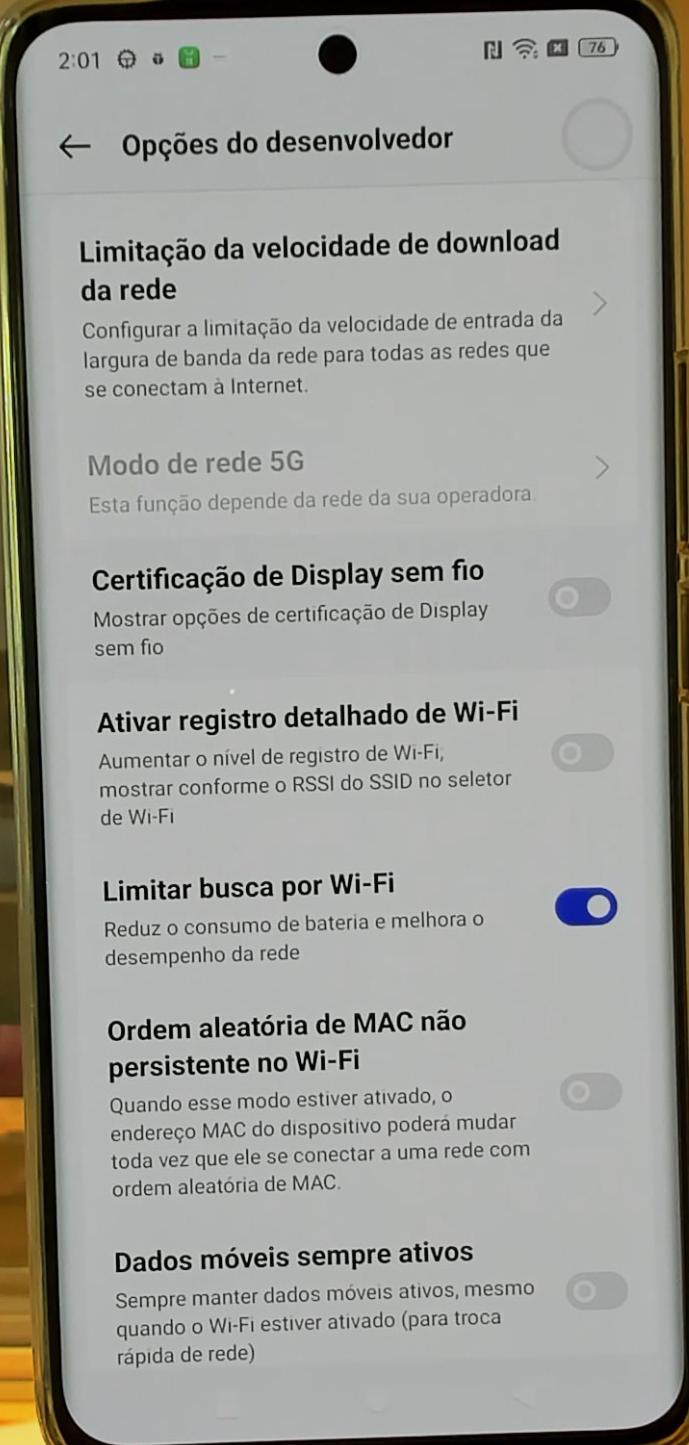 2:01
76
Opções do desenvolvedor
Limitação da velocidade de download
da rede
Configurar a limitação da velocidade de entrada da
largura de banda da rede para todas as redes que
se conectam à Internet.
Modo de rede 5G
Esta função depende da rede da sua operadora.
Certificação de Display sem fio
Mostrar opções de certificação de Display
sem fio
Ativar registro detalhado de Wi-Fi
Aumentar o nível de registro de Wi-Fi,
mostrar conforme o RSSI do SSID no seletor
de Wi-Fi
Limitar busca por Wi-Fi
Reduz o consumo de bateria e melhora o
desempenho da rede
Ordem aleatória de MAC não
persistente no Wi-Fi
Quando esse modo estiver ativado, o
endereço MAC do dispositivo poderá mudar
toda vez que ele se conectar a uma rede com
ordem aleatória de MAC.
Dados móveis sempre ativos
Sempre manter dados móveis ativos, mesmo
quando o Wi-Fi estiver ativado (para troca
rápida de rede)